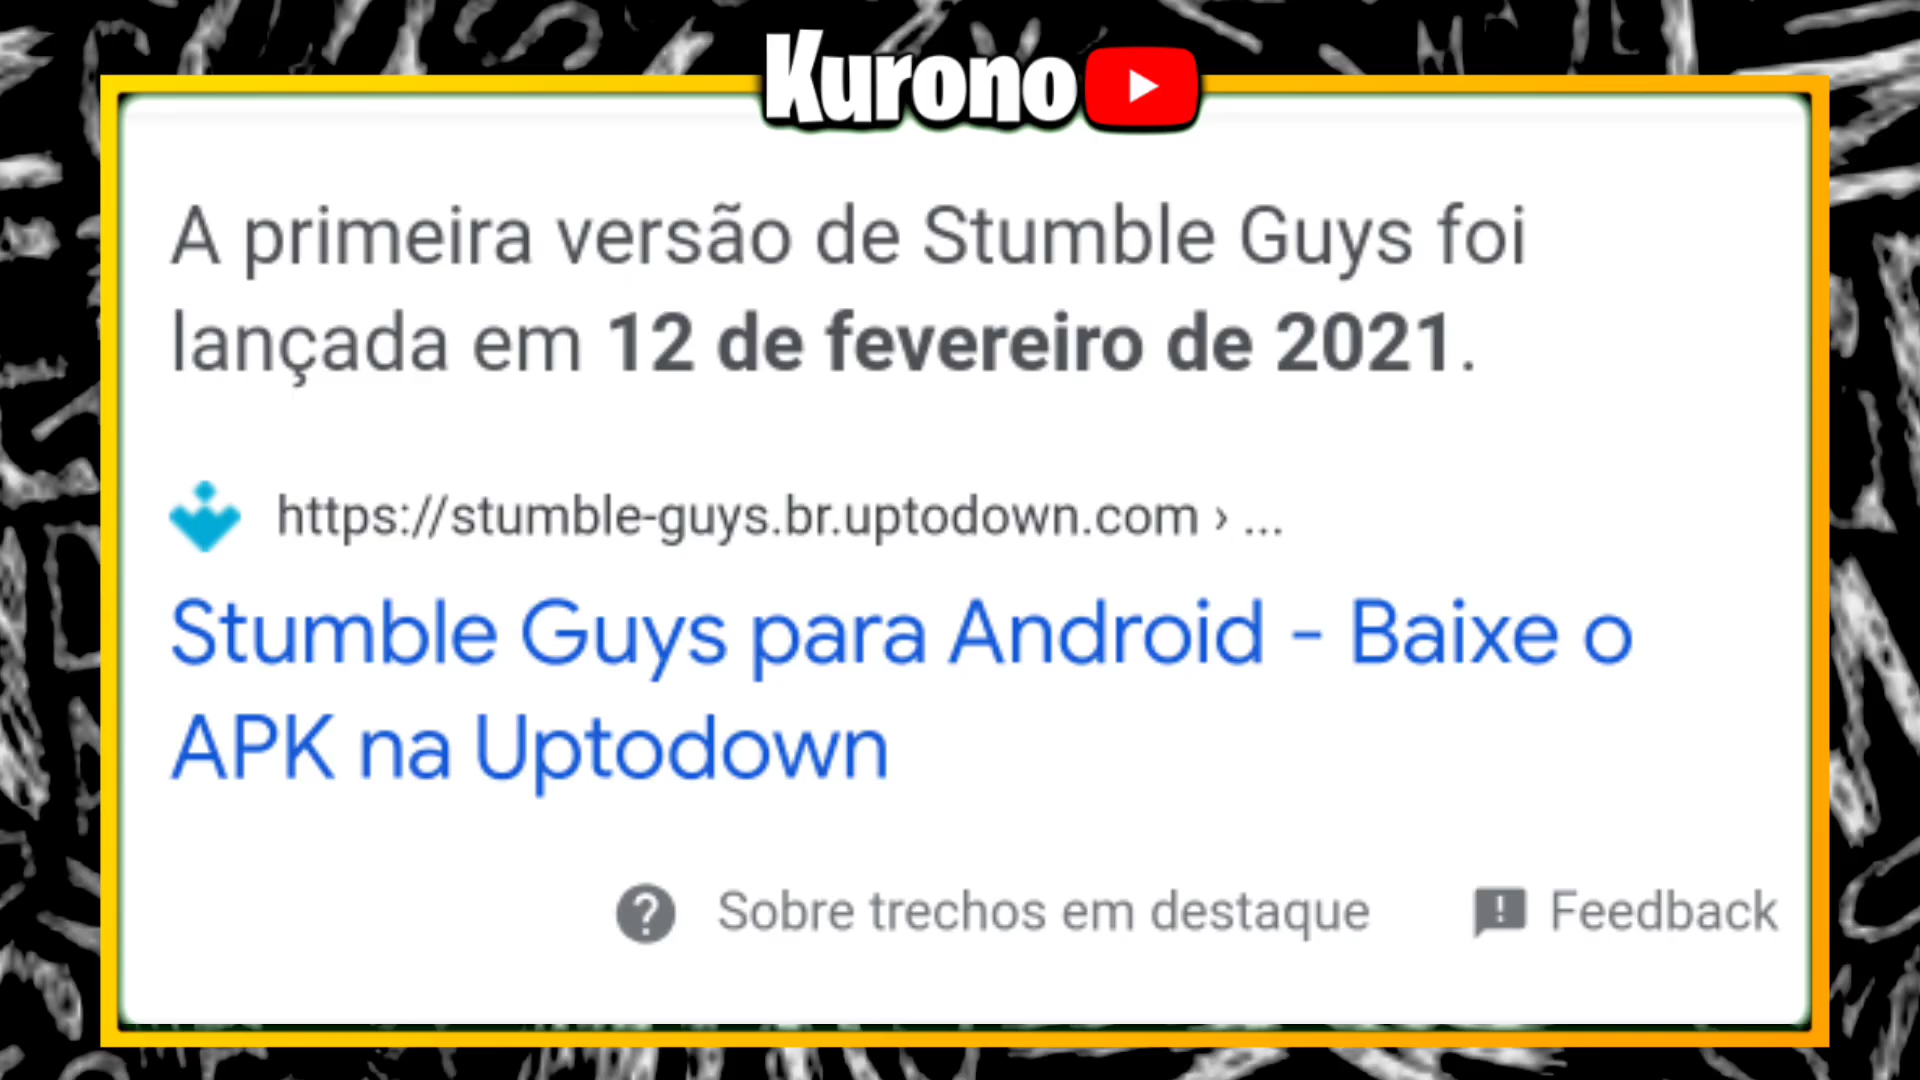 Kurono
A primeira versão de Stumble Guys foi
lançada em 12 de fevereiro de 2021.
https://stumble-guys.br.uptodown.com › ...
Stumble Guys para Android - Baixe o
APK na Uptodown
Sobre trechos em destaque
Feedback